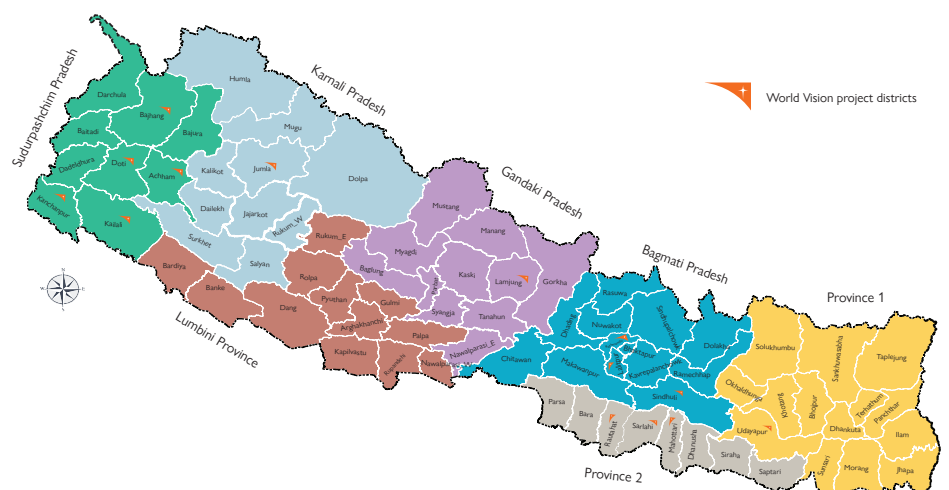 Sudurpashchim Pradesh
Karnali Pradesh
Gandaki Pradesh
Bagmati Pradesh
Province 1
Lumbini Province
Province 2
World Vision project districts
Darchula
Bajhang
Baitadi
Bajura
Dadeldhura
Doti
Achham
Kanchanpur
Kailali
Humla
Mugu
Kalikot
Jumla
Dolpa
Dailekh
Jajarkot
Rukum_W
Surkhet
Salyan
Rukum_E
Rolpa
Bardiya
Banke
Dang
Pyuthan
Gulmi
Arghakhanchi
Palpa
Kapilvastu
Rupandehi
Mustang
Manang
Myagdi
Kaski
Lamjung
Gorkha
Baglung
Syangja
Tanahun
Nawalparasi_E
Rasuwa
Dhading
Nuwakot
Sindhupalchowk
Dolakha
Chitawan
Makawanpur
Ramechhap
Sindhuli
Parsa
Bara
Rautahat
Sarlahi
Mahottari
Dhanusha
Siraha
Saptari
Solukhumbu
Sankhuwasabha
Taplejung
Okhaldhunga
Khotang
Bhojpur
Terhathum
Panchthar
Dhankuta
Udayapur
Ilam
Sunsari
Morang
Jhapa
N
E
S
W